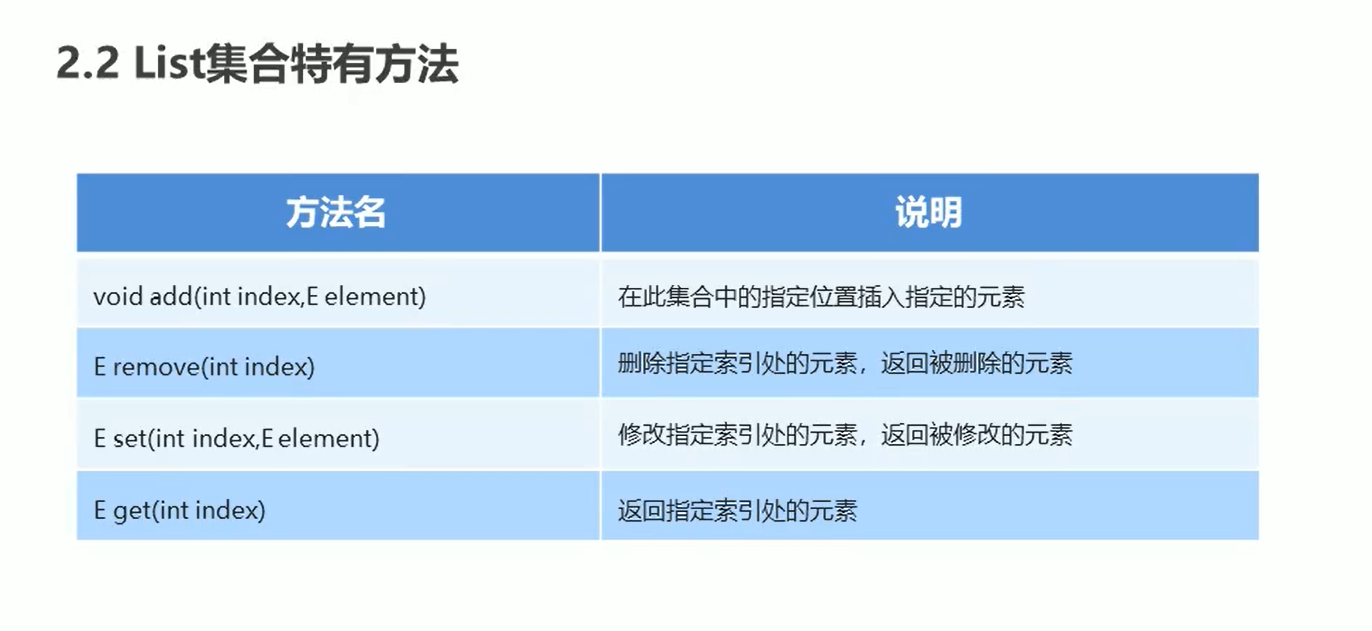 2.2 List集合特有方法
方法名 说明
void add(int index,E element) 在此集合中的指定位置插入指定的元素
E remove(int index) 删除指定索引处的元素，返回被删除的元素
E set(int index,E element) 修改指定索引处的元素，返回被修改的元素
E get(int index) 返回指定索引处的元素